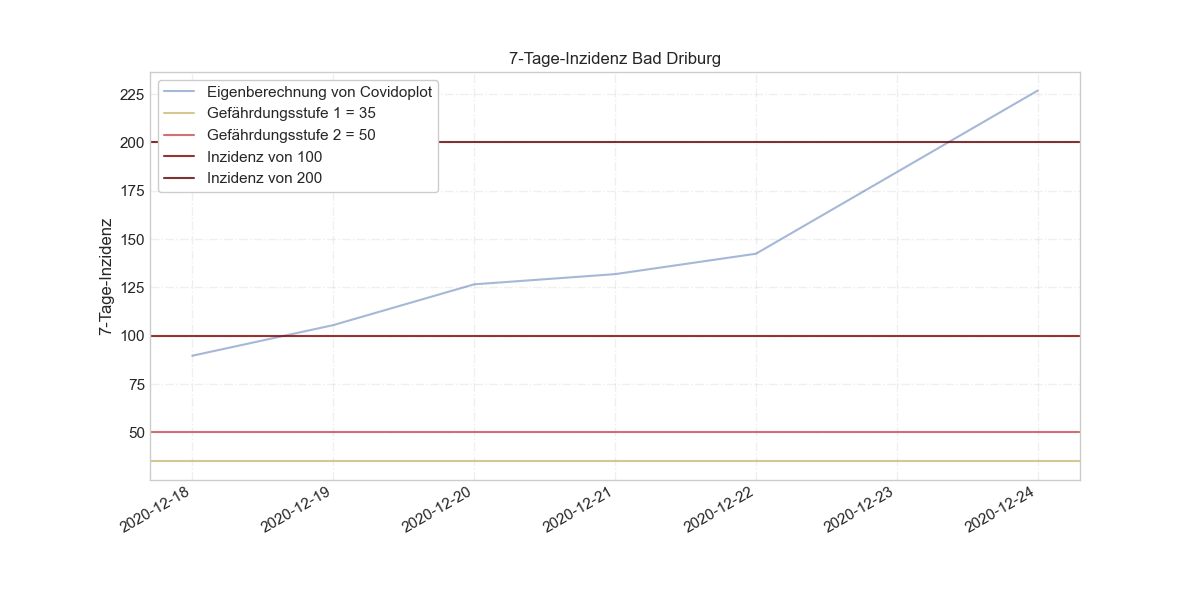 7-Tage-Inzidenz Bad Driburg
Eigenberechnung von Covidoplot
Gefährdungsstufe 1 = 35
Gefährdungsstufe 2 = 50
Inzidenz von 100
Inzidenz von 200
7-Tage-Inzidenz
225
200
175
150
125
100
75
50
2020-12-18
2020-12-19
2020-12-20
2020-12-21
2020-12-22
2020-12-23
2020-12-24